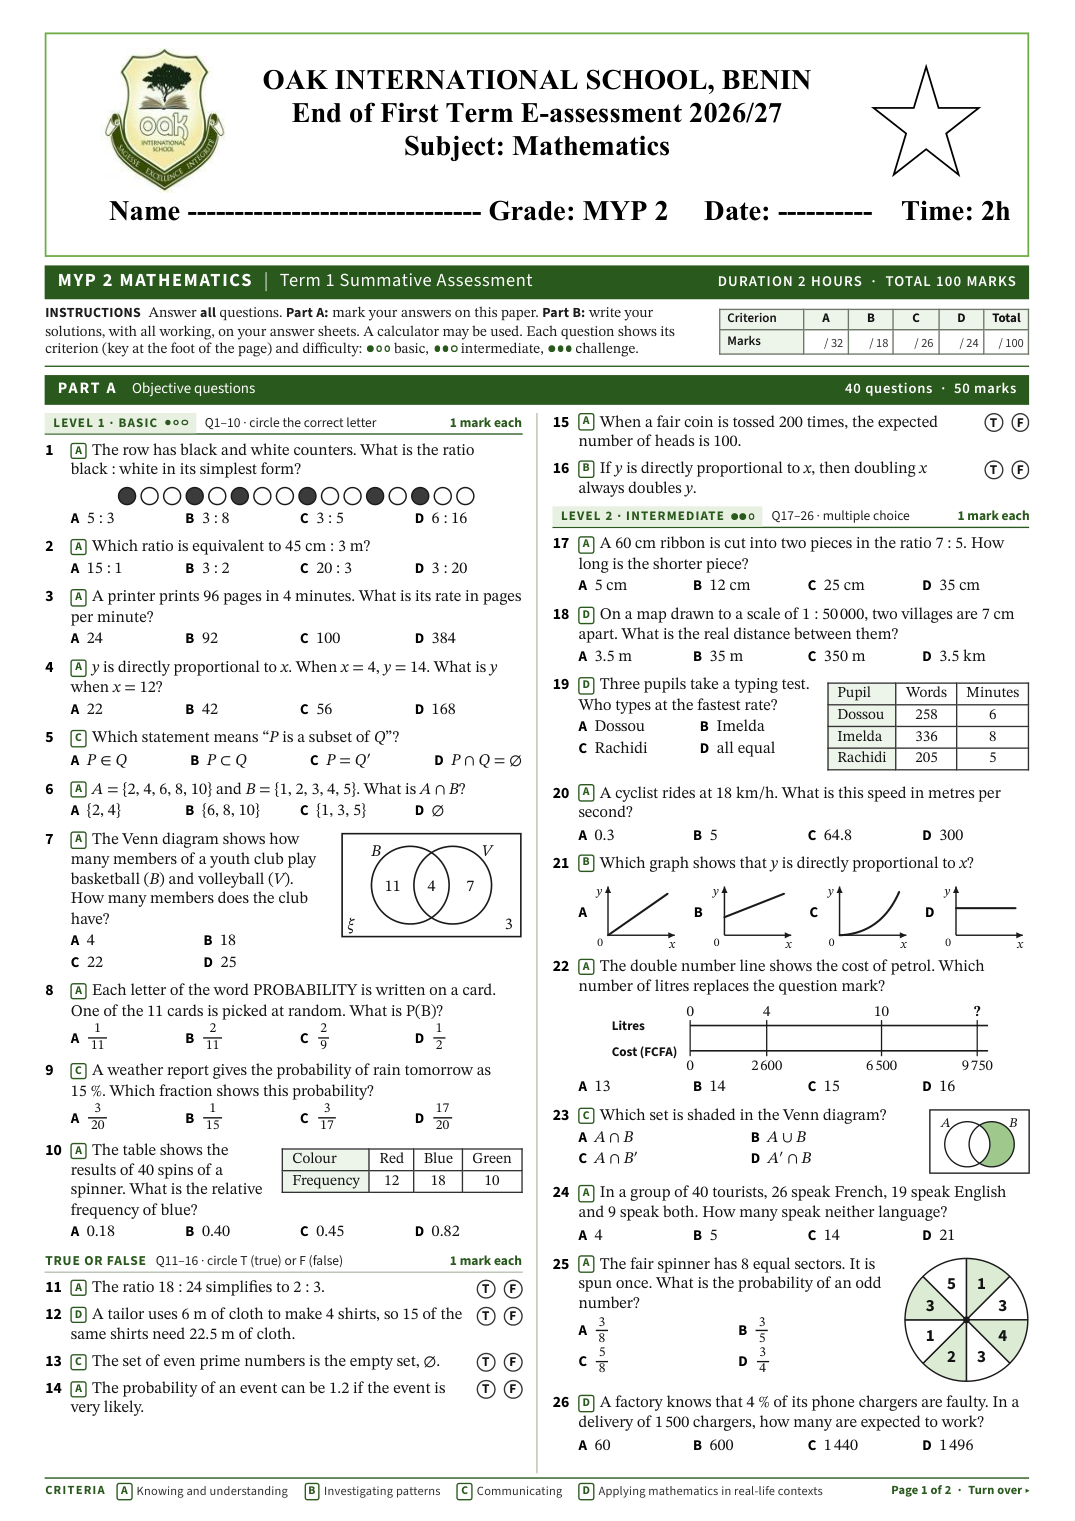 OAK INTERNATIONAL SCHOOL, BENIN
End of First Term E-assessment 2026/27
Subject: Mathematics
oak
INTERNATIONAL
SCHOOL
SAGESSE EXCELLENCE INTEGRITE
Name ------------------------------- Grade: MYP 2 Date: ---------- Time: 2h
MYP 2 MATHEMATICS | Term 1 Summative Assessment
DURATION 2 HOURS · TOTAL 100 MARKS
INSTRUCTIONS Answer all questions. Part A: mark your answers on this paper. Part B: write your
solutions, with all working, on your answer sheets. A calculator may be used. Each question shows its
criterion (key at the foot of the page) and difficulty: ●○○ basic, ●●○ intermediate, ●●● challenge.
Criterion A B C D Total
Marks / 32 / 18 / 26 / 24 / 100
PART A Objective questions
40 questions · 50 marks
LEVEL 1 · BASIC ●○○ Q1–10 · circle the correct letter 1 mark each
1 A The row has black and white counters. What is the ratio
black : white in its simplest form?
A 5 : 3 B 3 : 8 C 3 : 5 D 6 : 16
2 A Which ratio is equivalent to 45 cm : 3 m?
A 15 : 1 B 3 : 2 C 20 : 3 D 3 : 20
3 A A printer prints 96 pages in 4 minutes. What is its rate in pages
per minute?
A 24 B 92 C 100 D 384
4 A y is directly proportional to x. When x = 4, y = 14. What is y
when x = 12?
A 22 B 42 C 56 D 168
5 C Which statement means “P is a subset of Q”?
A P ∈ Q B P ⊂ Q C P = Q′ D P ∩ Q = ∅
6 A A = {2, 4, 6, 8, 10} and B = {1, 2, 3, 4, 5}. What is A ∩ B?
A {2, 4} B {6, 8, 10} C {1, 3, 5} D ∅
7 A The Venn diagram shows how
many members of a youth club play
basketball (B) and volleyball (V).
How many members does the club
have?
A 4 B 18
C 22 D 25
B V
11 4 7
ξ 3
8 A Each letter of the word PROBABILITY is written on a card.
One of the 11 cards is picked at random. What is P(B)?
A 1/11 B 2/11 C 2/9 D 1/2
9 C A weather report gives the probability of rain tomorrow as
15 %. Which fraction shows this probability?
A 3/20 B 1/15 C 3/17 D 17/20
10 A The table shows the
results of 40 spins of a
spinner. What is the relative
frequency of blue?
Colour Red Blue Green
Frequency 12 18 10
A 0.18 B 0.40 C 0.45 D 0.82
TRUE OR FALSE Q11–16 · circle T (true) or F (false) 1 mark each
11 A The ratio 18 : 24 simplifies to 2 : 3. T F
12 D A tailor uses 6 m of cloth to make 4 shirts, so 15 of the T F
same shirts need 22.5 m of cloth.
13 C The set of even prime numbers is the empty set, ∅. T F
14 A The probability of an event can be 1.2 if the event is T F
very likely.
15 A When a fair coin is tossed 200 times, the expected T F
number of heads is 100.
16 B If y is directly proportional to x, then doubling x T F
always doubles y.
LEVEL 2 · INTERMEDIATE ●●○ Q17–26 · multiple choice 1 mark each
17 A A 60 cm ribbon is cut into two pieces in the ratio 7 : 5. How
long is the shorter piece?
A 5 cm B 12 cm C 25 cm D 35 cm
18 D On a map drawn to a scale of 1 : 50 000, two villages are 7 cm
apart. What is the real distance between them?
A 3.5 m B 35 m C 350 m D 3.5 km
19 D Three pupils take a typing test.
Who types at the fastest rate?
A Dossou B Imelda
C Rachidi D all equal
Pupil Words Minutes
Dossou 258 6
Imelda 336 8
Rachidi 205 5
20 A A cyclist rides at 18 km/h. What is this speed in metres per
second?
A 0.3 B 5 C 64.8 D 300
21 B Which graph shows that y is directly proportional to x?
A y 0 x B y 0 x C y 0 x D y 0 x
22 A The double number line shows the cost of petrol. Which
number of litres replaces the question mark?
0 4 10 ?
Litres
Cost (FCFA)
0 2 600 6 500 9 750
A 13 B 14 C 15 D 16
23 C Which set is shaded in the Venn diagram?
A A ∩ B B A ∪ B
C A ∩ B′ D A′ ∩ B
A B
24 A In a group of 40 tourists, 26 speak French, 19 speak English
and 9 speak both. How many speak neither language?
A 4 B 5 C 14 D 21
25 A The fair spinner has 8 equal sectors. It is
spun once. What is the probability of an odd
number?
A 3/8 B 3/5
C 5/8 D 3/4
5 1
3 3
1 4
2 3
26 D A factory knows that 4 % of its phone chargers are faulty. In a
delivery of 1 500 chargers, how many are expected to work?
A 60 B 600 C 1 440 D 1 496
CRITERIA A Knowing and understanding B Investigating patterns C Communicating D Applying mathematics in real-life contexts
Page 1 of 2 · Turn over ▸